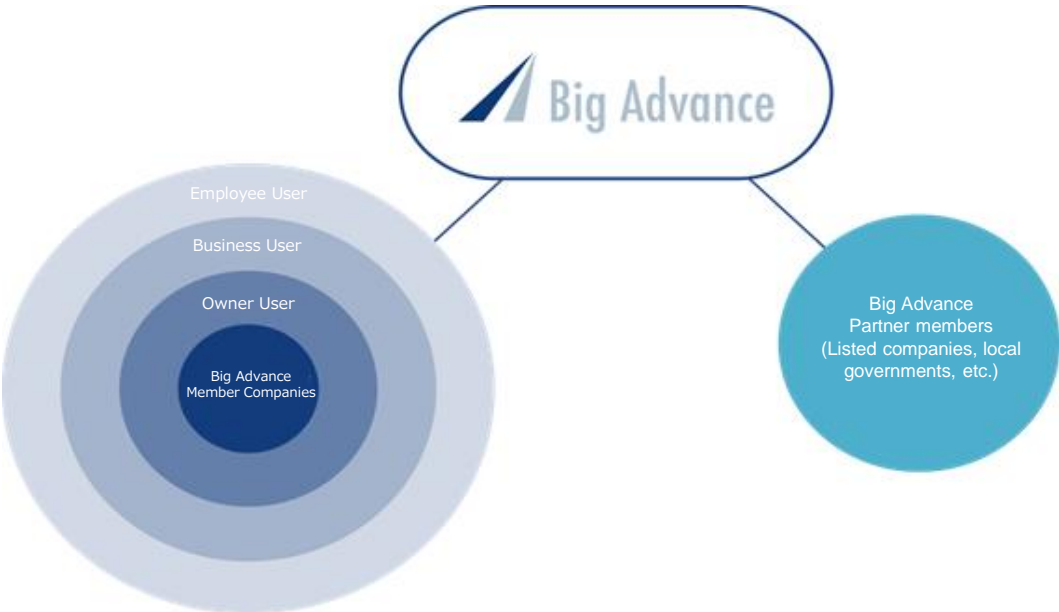 Big Advance
Employee User
Business User
Owner User
Big Advance
Member Companies
Big Advance
Partner members
(Listed companies, local
governments, etc.)